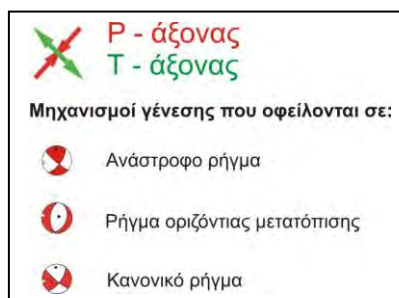 P - άξονας
T - άξονας
Μηχανισμοί γένεσης που οφείλονται σε:
Ανάστροφο ρήγμα
Ρήγμα οριζόντιας μετατόπισης
Κανονικό ρήγμα